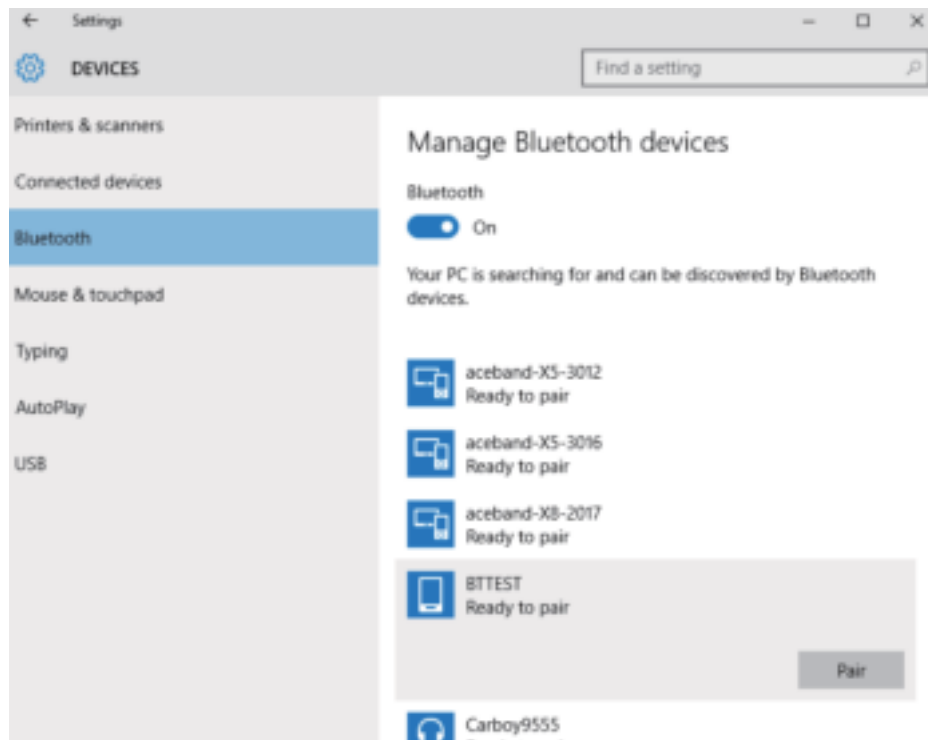 Settings
DEVICES
Find a setting
Printers & scanners
Connected devices
Bluetooth
Mouse & touchpad
Typing
AutoPlay
USB
Manage Bluetooth devices
Bluetooth
On
Your PC is searching for and can be discovered by Bluetooth
devices.
aceband-X5-3012
Ready to pair
aceband-X5-3016
Ready to pair
aceband-X8-2017
Ready to pair
BTTEST
Ready to pair
Pair
Carboy9555